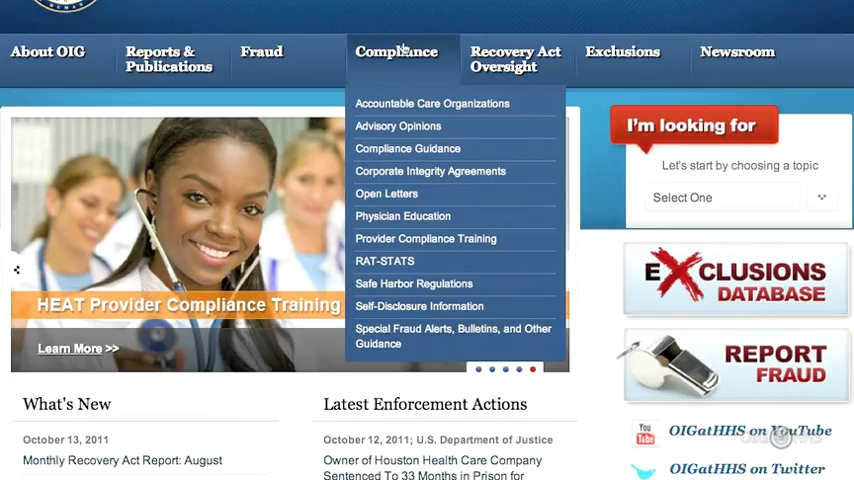 About OIG
Reports &
Publications
Fraud
Compliance
Recovery Act
Oversight
Exclusions
Newsroom
Accountable Care Organizations
Advisory Opinions
Compliance Guidance
Corporate Integrity Agreements
Open Letters
Physician Education
Provider Compliance Training
RAT-STATS
Safe Harbor Regulations
Self-Disclosure Information
Special Fraud Alerts, Bulletins, and Other
Guidance
HEAT Provider Compliance Training
Learn More >>
I'm looking for
Let's start by choosing a topic
Select One
EXCLUSIONS
DATABASE
REPORT
FRAUD
What's New
October 13, 2011
Monthly Recovery Act Report: August
Latest Enforcement Actions
October 12, 2011; U.S. Department of Justice
Owner of Houston Health Care Company
Sentenced To 33 Months in Prison for
You
Tube
OIGatHHS on YouTube
OIGatHHS on Twitter